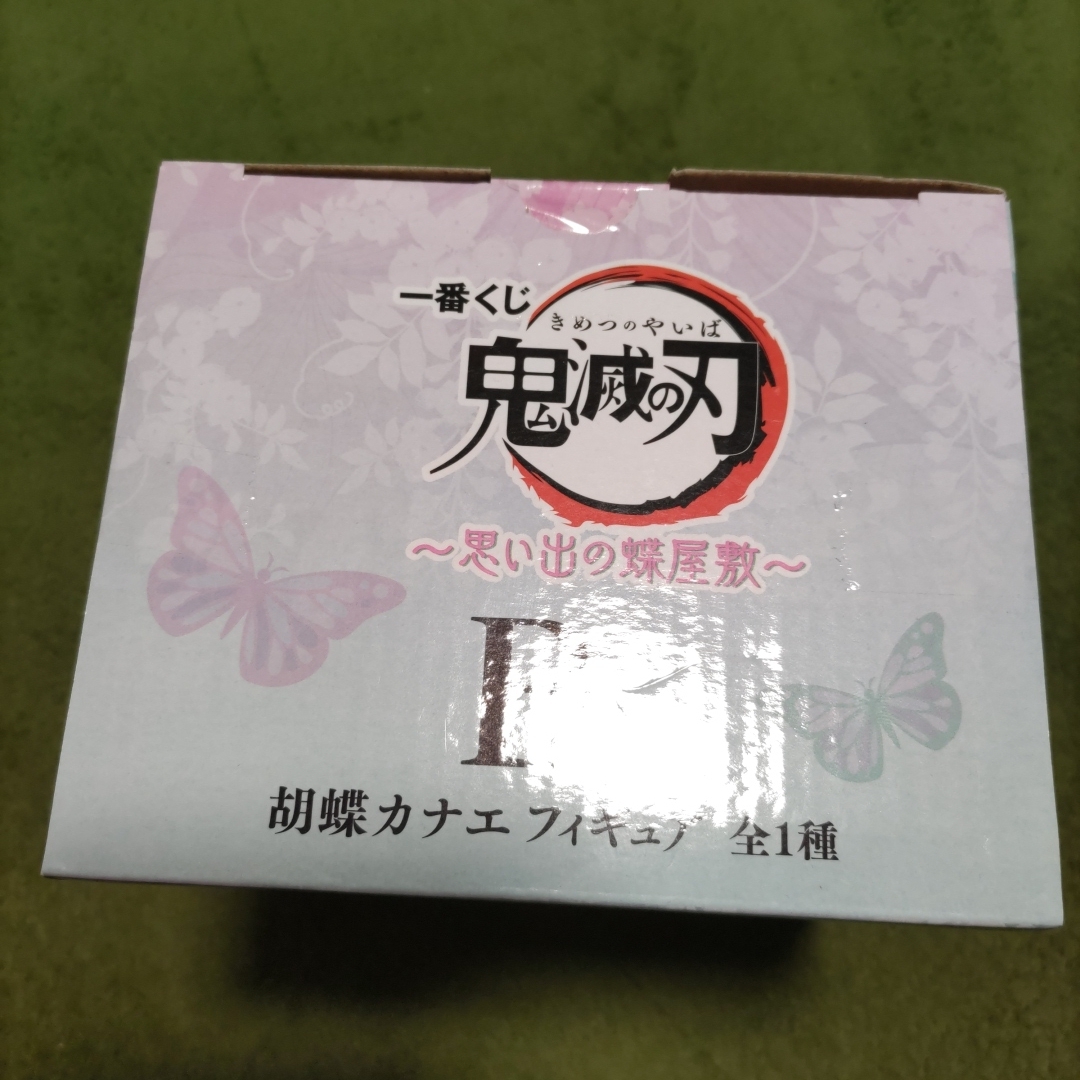 一番くじ
きめつのやいば
鬼滅の刃
～思い出の蝶屋敷～
胡蝶カナエ フィギュア 全1種